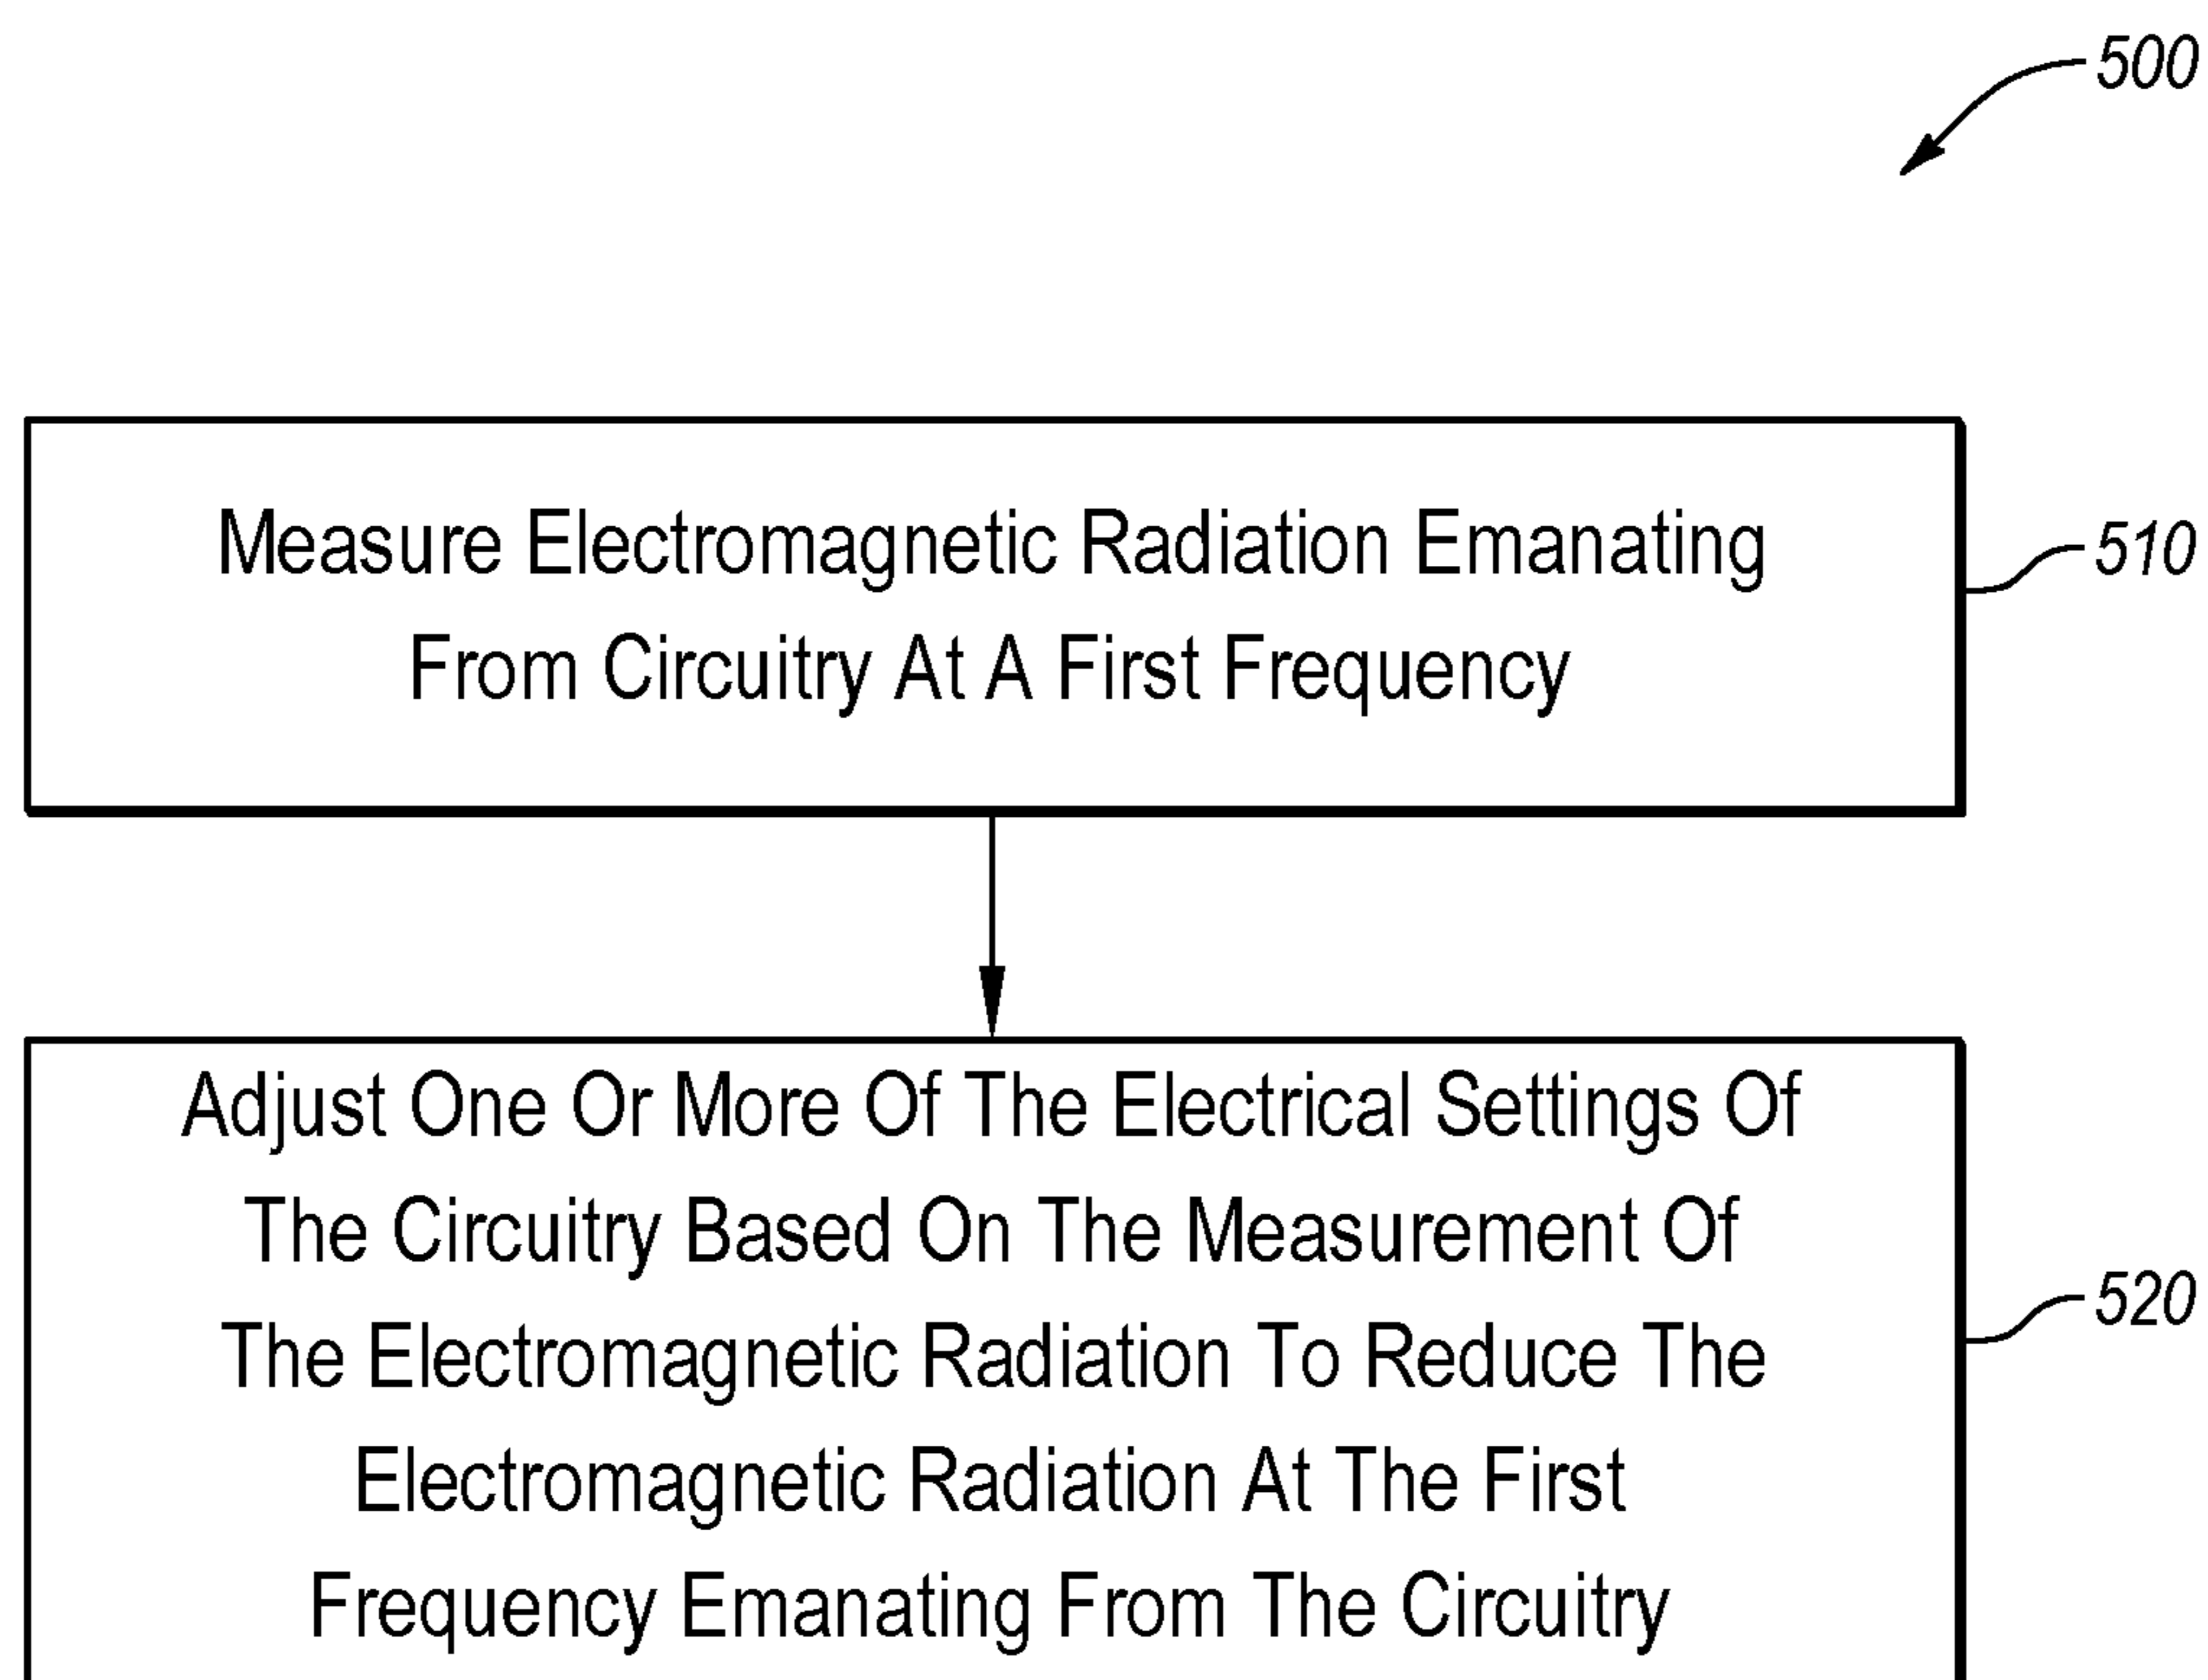 500
Measure Electromagnetic Radiation Emanating
From Circuitry At A First Frequency
510
Adjust One Or More Of The Electrical Settings Of
The Circuitry Based On The Measurement Of
The Electromagnetic Radiation To Reduce The
Electromagnetic Radiation At The First
Frequency Emanating From The Circuitry
520